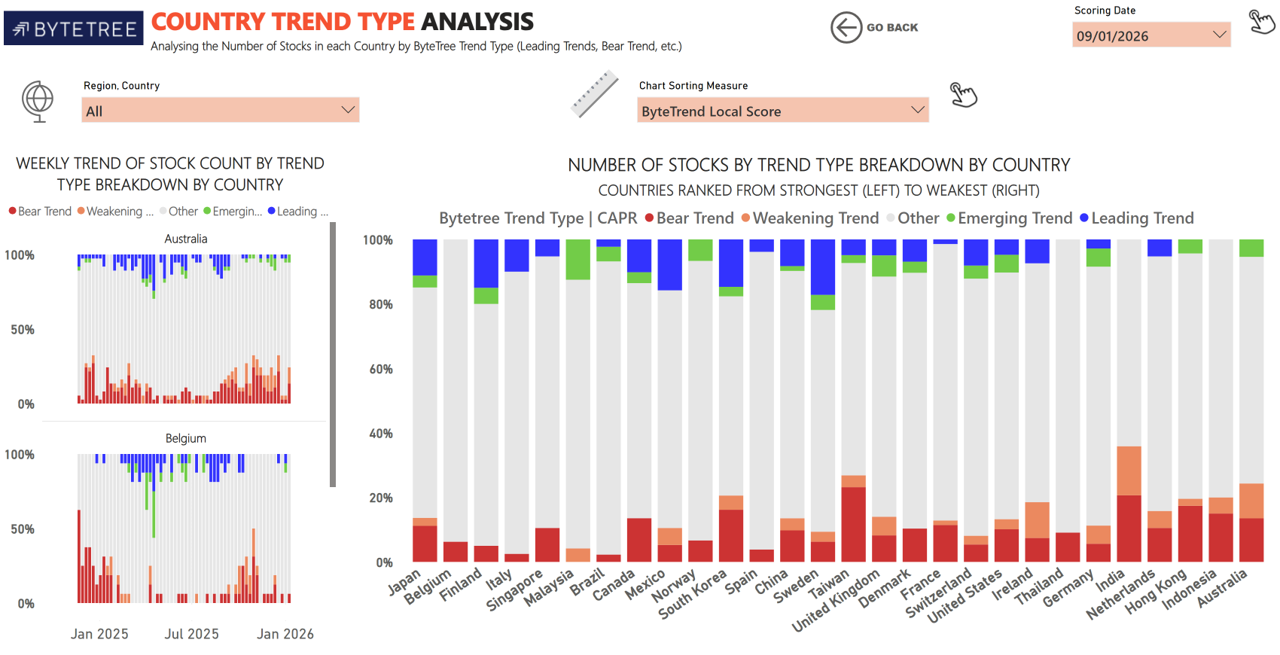 BYTETREE
COUNTRY TREND TYPE ANALYSIS
Analysing the Number of Stocks in each Country by ByteTree Trend Type (Leading Trends, Bear Trend, etc.)
GO BACK
Scoring Date
09/01/2026
Region, Country
All
Chart Sorting Measure
ByteTrend Local Score
WEEKLY TREND OF STOCK COUNT BY TREND
TYPE BREAKDOWN BY COUNTRY
Bear Trend Weakening ... Other Emergin... Leading ...
Australia
100%
50%
0%
Belgium
100%
50%
0%
Jan 2025 Jul 2025 Jan 2026
NUMBER OF STOCKS BY TREND TYPE BREAKDOWN BY COUNTRY
COUNTRIES RANKED FROM STRONGEST (LEFT) TO WEAKEST (RIGHT)
Bytetree Trend Type | CAPR Bear Trend Weakening Trend Other Emerging Trend Leading Trend
100%
80%
60%
40%
20%
0%
Japan
Belgium
Finland
Italy
Singapore
Malaysia
Brazil
Canada
Mexico
Norway
South Korea
Spain
China
Sweden
Taiwan
United Kingdom
Denmark
France
Switzerland
United States
Ireland
Thailand
Germany
India
Netherlands
Hong Kong
Indonesia
Australia